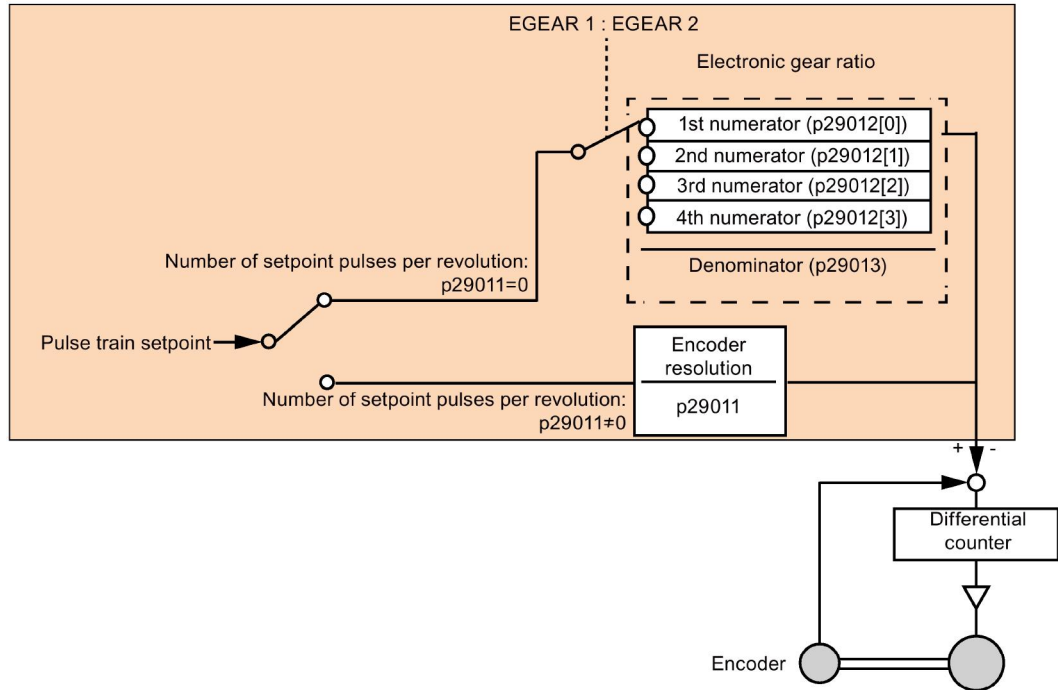 EGEAR 1 : EGEAR 2
Electronic gear ratio
1st numerator (p29012[0])
2nd numerator (p29012[1])
3rd numerator (p29012[2])
4th numerator (p29012[3])
Denominator (p29013)
Number of setpoint pulses per revolution:
p29011=0
Pulse train setpoint
Encoder
resolution
p29011
Number of setpoint pulses per revolution:
p29011≠0
+ -
Differential
counter
Encoder